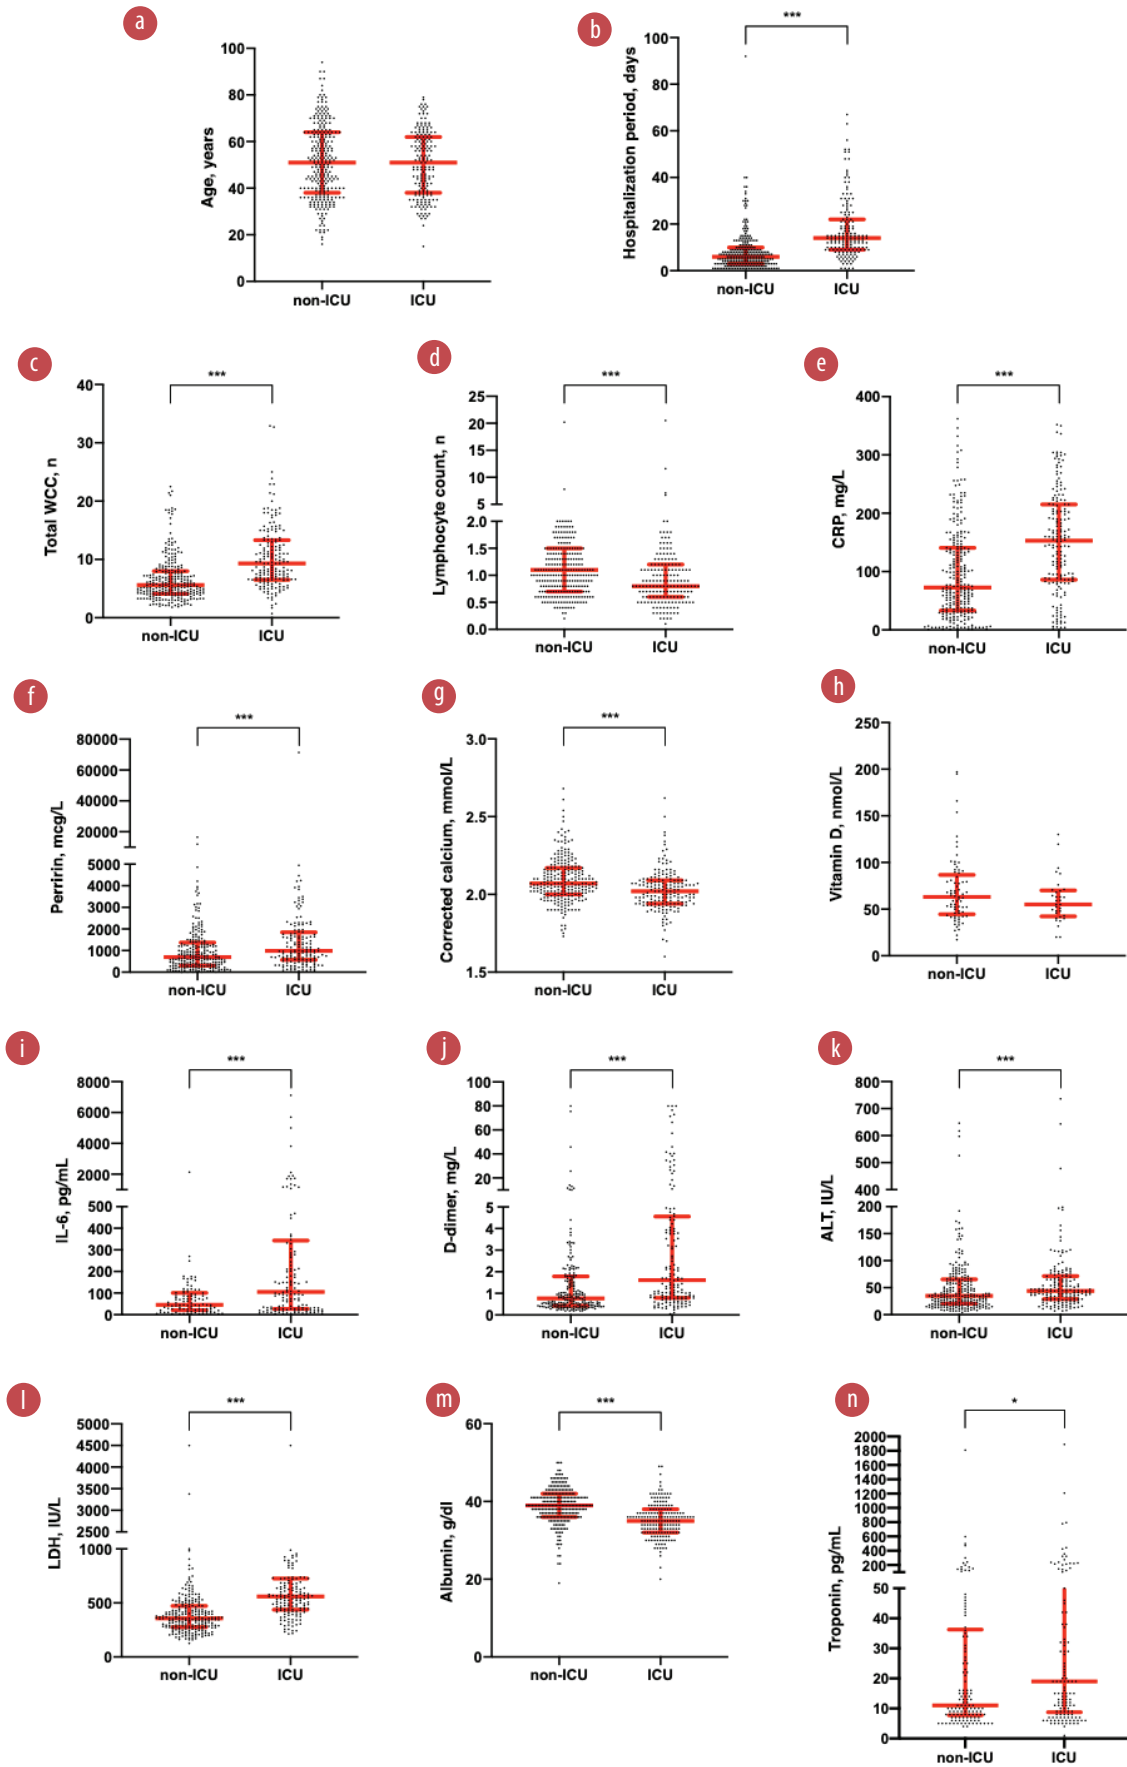 a
Age, years
100
80
60
40
20
0
non-ICU ICU
b
***
Hospitalization period, days
100
80
60
40
20
0
non-ICU ICU
c
***
Total WCC, n
40
30
20
10
0
non-ICU ICU
d
***
Lymphocyte count, n
25
20
15
10
5
2.0
1.5
1.0
0.5
0.0
non-ICU ICU
e
***
CRP, mg/L
400
300
200
100
0
non-ICU ICU
f
***
Perririn, mcg/L
80000
60000
40000
20000
5000
4000
3000
2000
1000
0
non-ICU ICU
g
***
Corrected calcium, mmol/L
3.0
2.5
2.0
1.5
non-ICU ICU
h
Vitamin D, nmol/L
250
200
150
100
50
0
non-ICU ICU
i
***
IL-6, pg/mL
8000
6000
4000
2000
500
400
300
200
100
0
non-ICU ICU
j
***
D-dimer, mg/L
100
80
60
40
20
5
4
3
2
1
0
non-ICU ICU
k
***
ALT, IU/L
800
700
600
500
400
200
150
100
50
0
non-ICU ICU
l
***
LDH, IU/L
5000
4500
4000
3500
3000
2500
1000
500
0
non-ICU ICU
m
***
Albumin, g/dl
60
40
20
0
non-ICU ICU
n
*
Troponin, pg/mL
2000
1800
1600
1400
1200
1000
800
600
400
200
50
40
30
20
10
0
non-ICU ICU